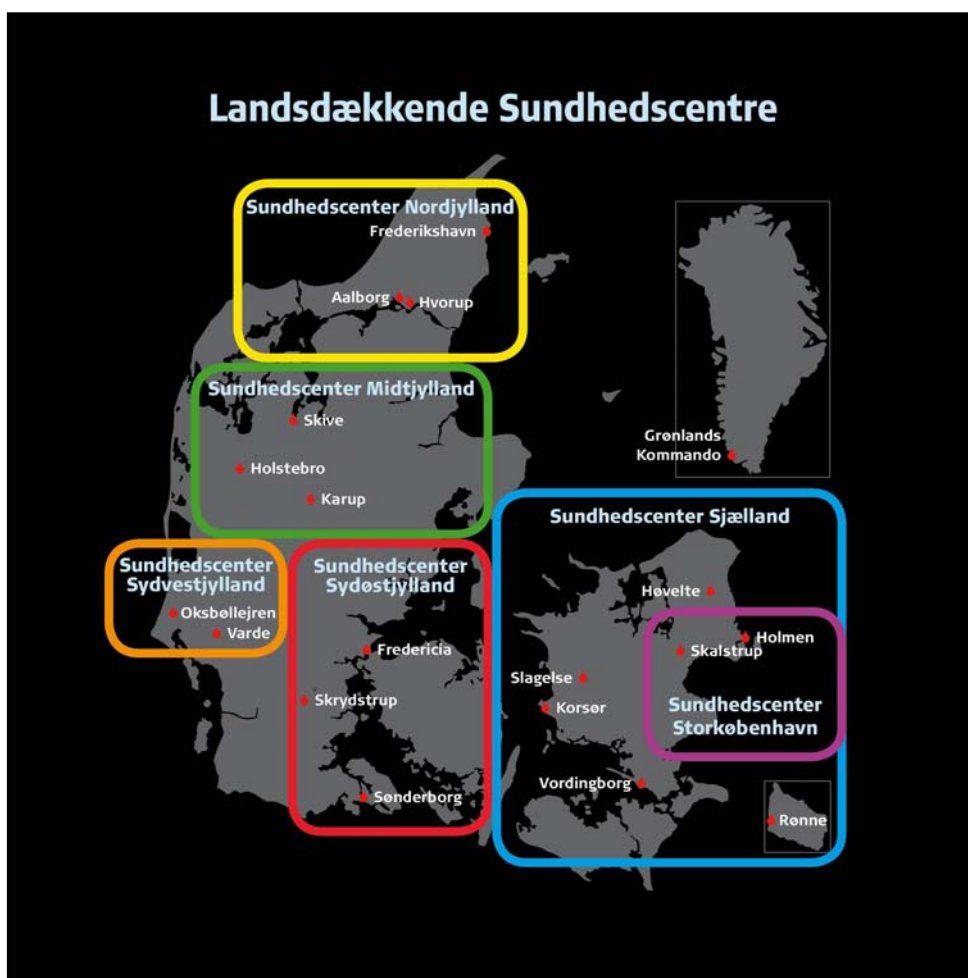 Landsdækkende Sundhedscentre
Sundhedscenter Nordjylland
Frederikshavn
Aalborg
Hvorup
Sundhedscenter Midtjylland
Skive
Holstebro
Karup
Grønlands
Kommando
Sundhedscenter
Sydvestjylland
Oksbøllejren
Varde
Sundhedscenter
Sydøstjylland
Fredericia
Skrydstrup
Sønderborg
Sundhedscenter Sjælland
Høvelte
Holmen
Skalstrup
Slagelse
Korsør
Sundhedscenter
Storkøbenhavn
Vordingborg
Rønne